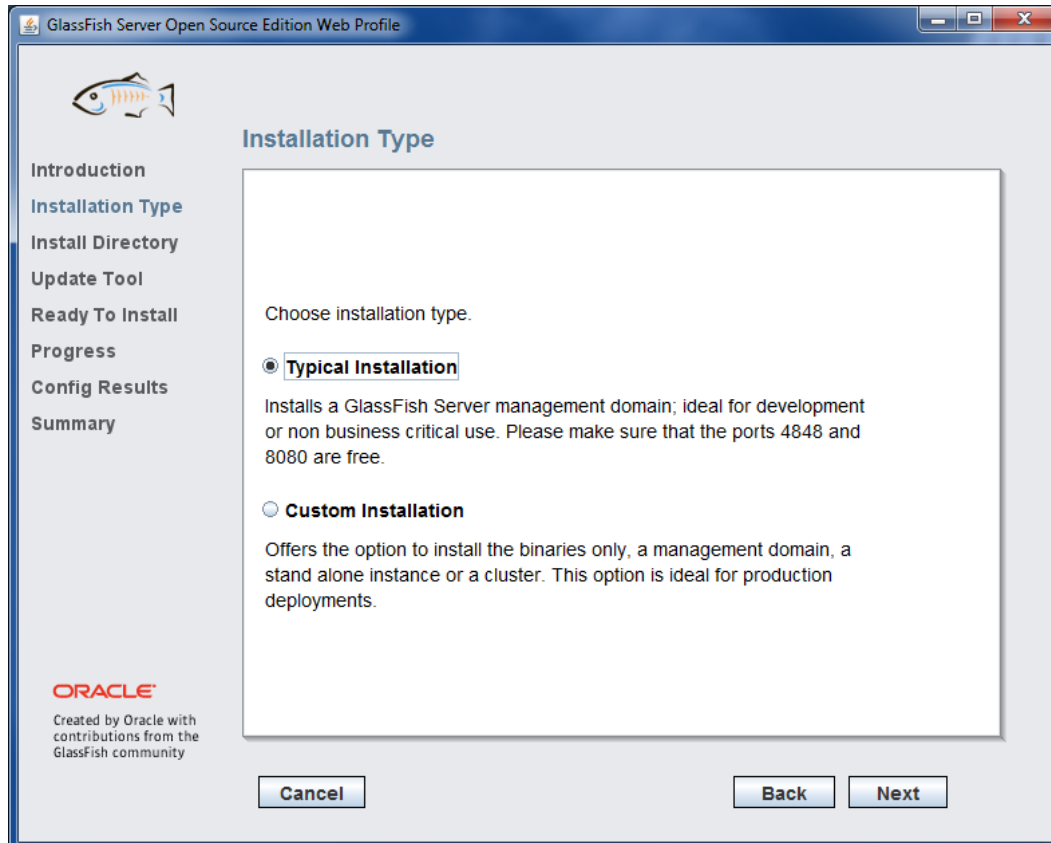 GlassFish Server Open Source Edition Web Profile
Installation Type
Introduction
Installation Type
Install Directory
Update Tool
Ready To Install
Progress
Config Results
Summary
Choose installation type.
Typical Installation
Installs a GlassFish Server management domain; ideal for development
or non business critical use. Please make sure that the ports 4848 and
8080 are free.
Custom Installation
Offers the option to install the binaries only, a management domain, a
stand alone instance or a cluster. This option is ideal for production
deployments.
ORACLE
Created by Oracle with
contributions from the
GlassFish community
Cancel
Back
Next